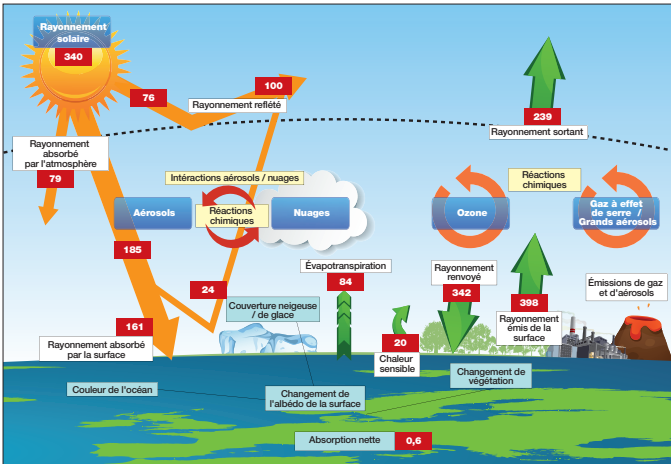 Rayonnement
solaire
340
76
100
Rayonnement reflété
239
Rayonnement sortant
Rayonnement
absorbé
par l'atmosphère
79
Intéractions aérosols / nuages
Réactions
chimiques
Aérosols
Réactions
chimiques
Nuages
Ozone
Gaz à effet
de serre /
Grands aérosols
185
24
Évapotranspiration
84
Rayonnement
renvoyé
342
398
Rayonnement
émis de la
surface
Émissions de gaz
et d'aérosols
161
Rayonnement absorbé
par la surface
Couverture neigeuse
/ de glace
20
Chaleur
sensible
Couleur de l'océan
Changement de
l'albédo de la surface
Changement de
végétation
Absorption nette
0,6